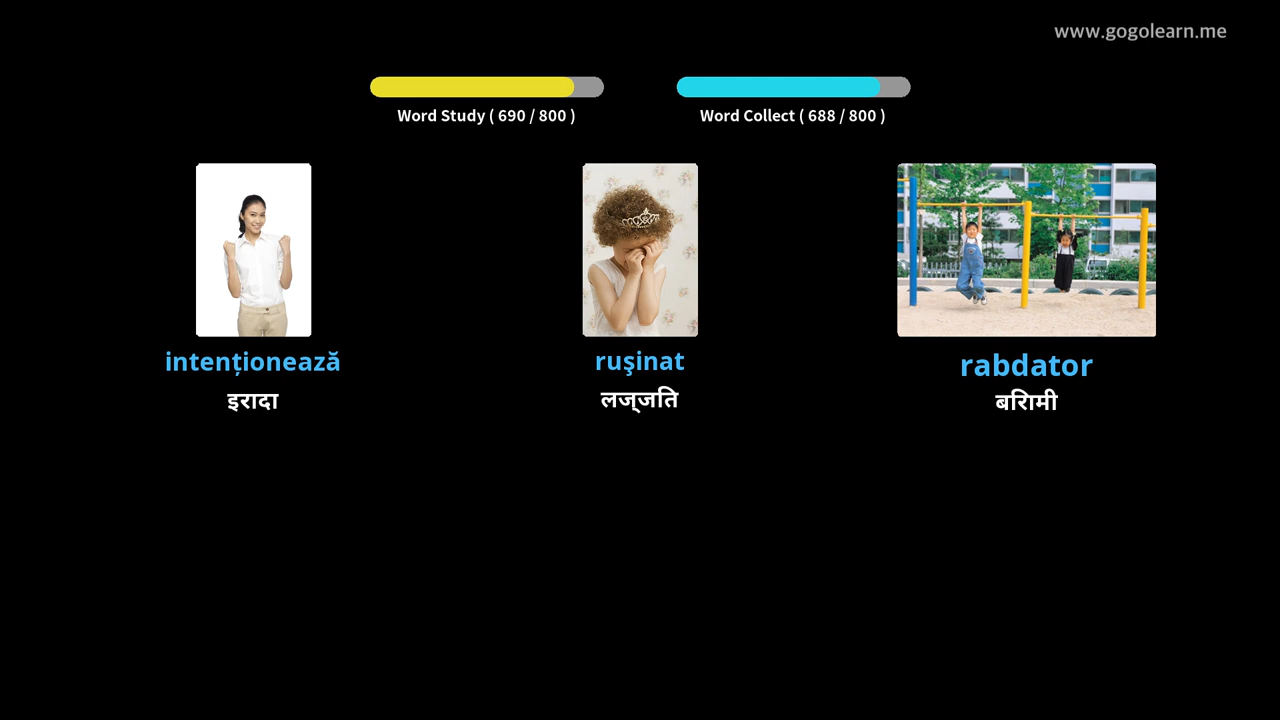 www.gogolearn.me
Word Study ( 690 / 800 )
Word Collect ( 688 / 800 )
intenționează
ruşinat
rabdator
इरादा
लज्जति
बरिामी